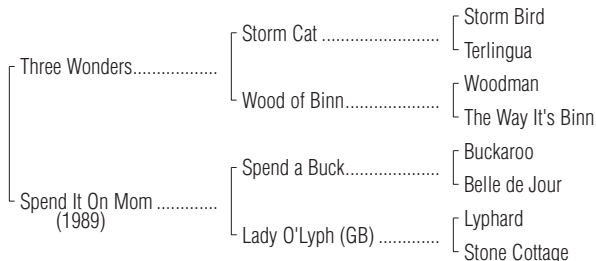 Storm Bird
Storm Cat ........................
Terlingua
Three Wonders.................
Woodman
Wood of Binn...................
The Way It's Binn
Buckaroo
Spend a Buck...................
Belle de Jour
Spend It On Mom ............
(1989)
Lyphard
Lady O'Lyph (GB) ............
Stone Cottage